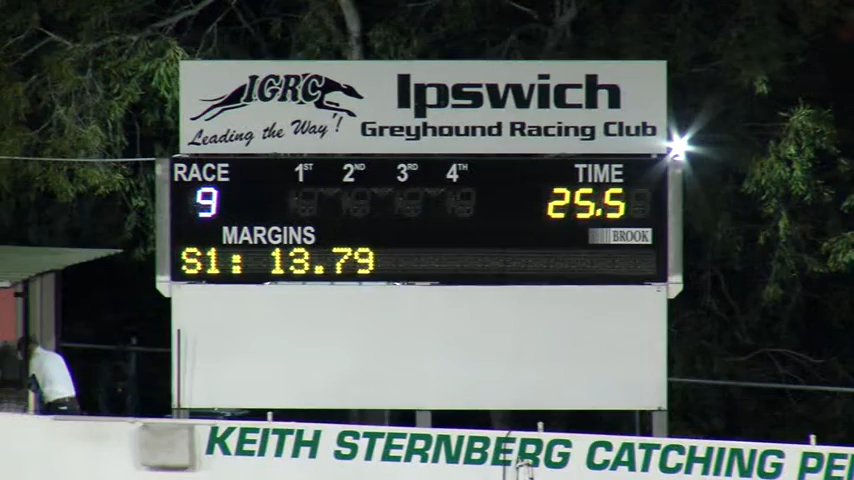 IGRC
Leading the Way'!
Ipswich
Greyhound Racing Club
RACE 1ST 2ND 3RD 4TH TIME
9 25.5
MARGINS BROOK
S1: 13.79
KEITH STERNBERG CATCHING PE